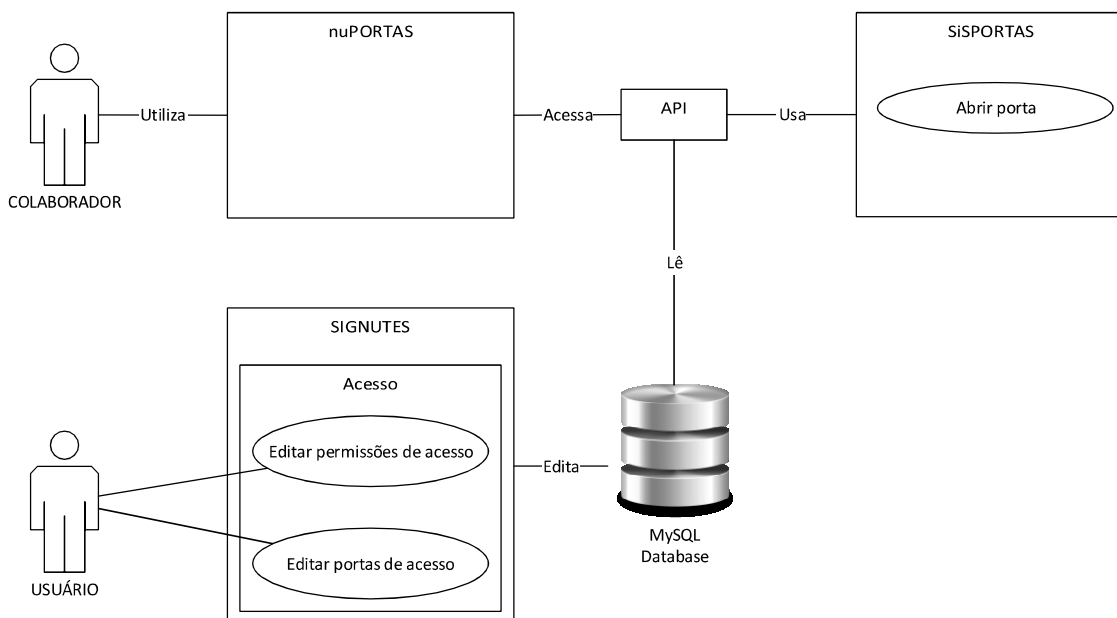 nuPORTAS
SiSPORTAS
Utiliza
Acessa
API
Usa
Abrir porta
COLABORADOR
Lê
SIGNUTES
Acesso
Editar permissões de acesso
Edita
Editar portas de acesso
MySQL
Database
USUÁRIO